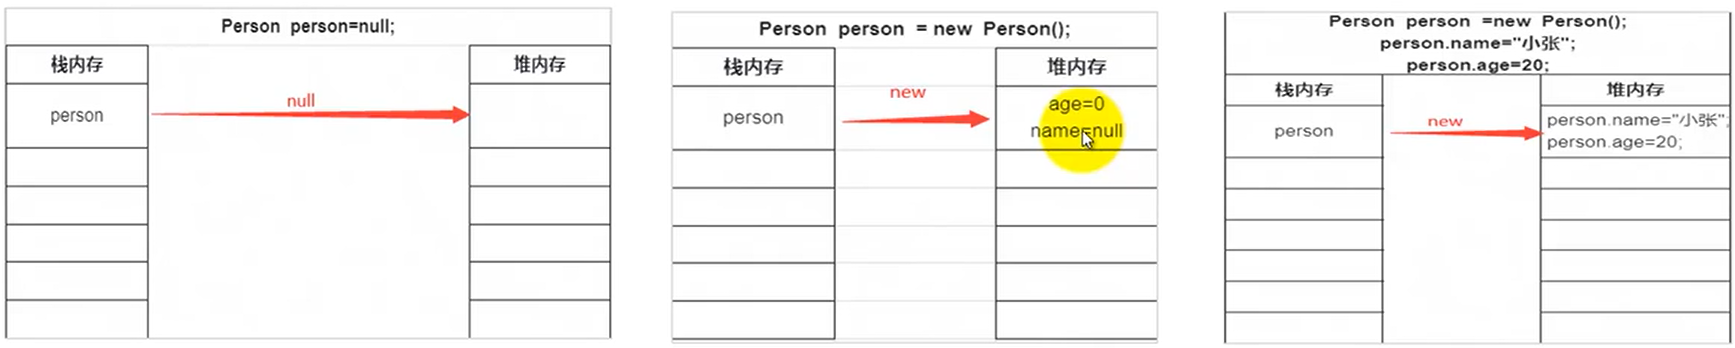 Person person=null;
栈内存
堆内存
null
person
Person person = new Person();
栈内存
堆内存
new
age=0
person
name=null
Person person =new Person();
person.name="小张";
person.age=20;
栈内存
堆内存
new
person.name="小张";
person
person.age=20;